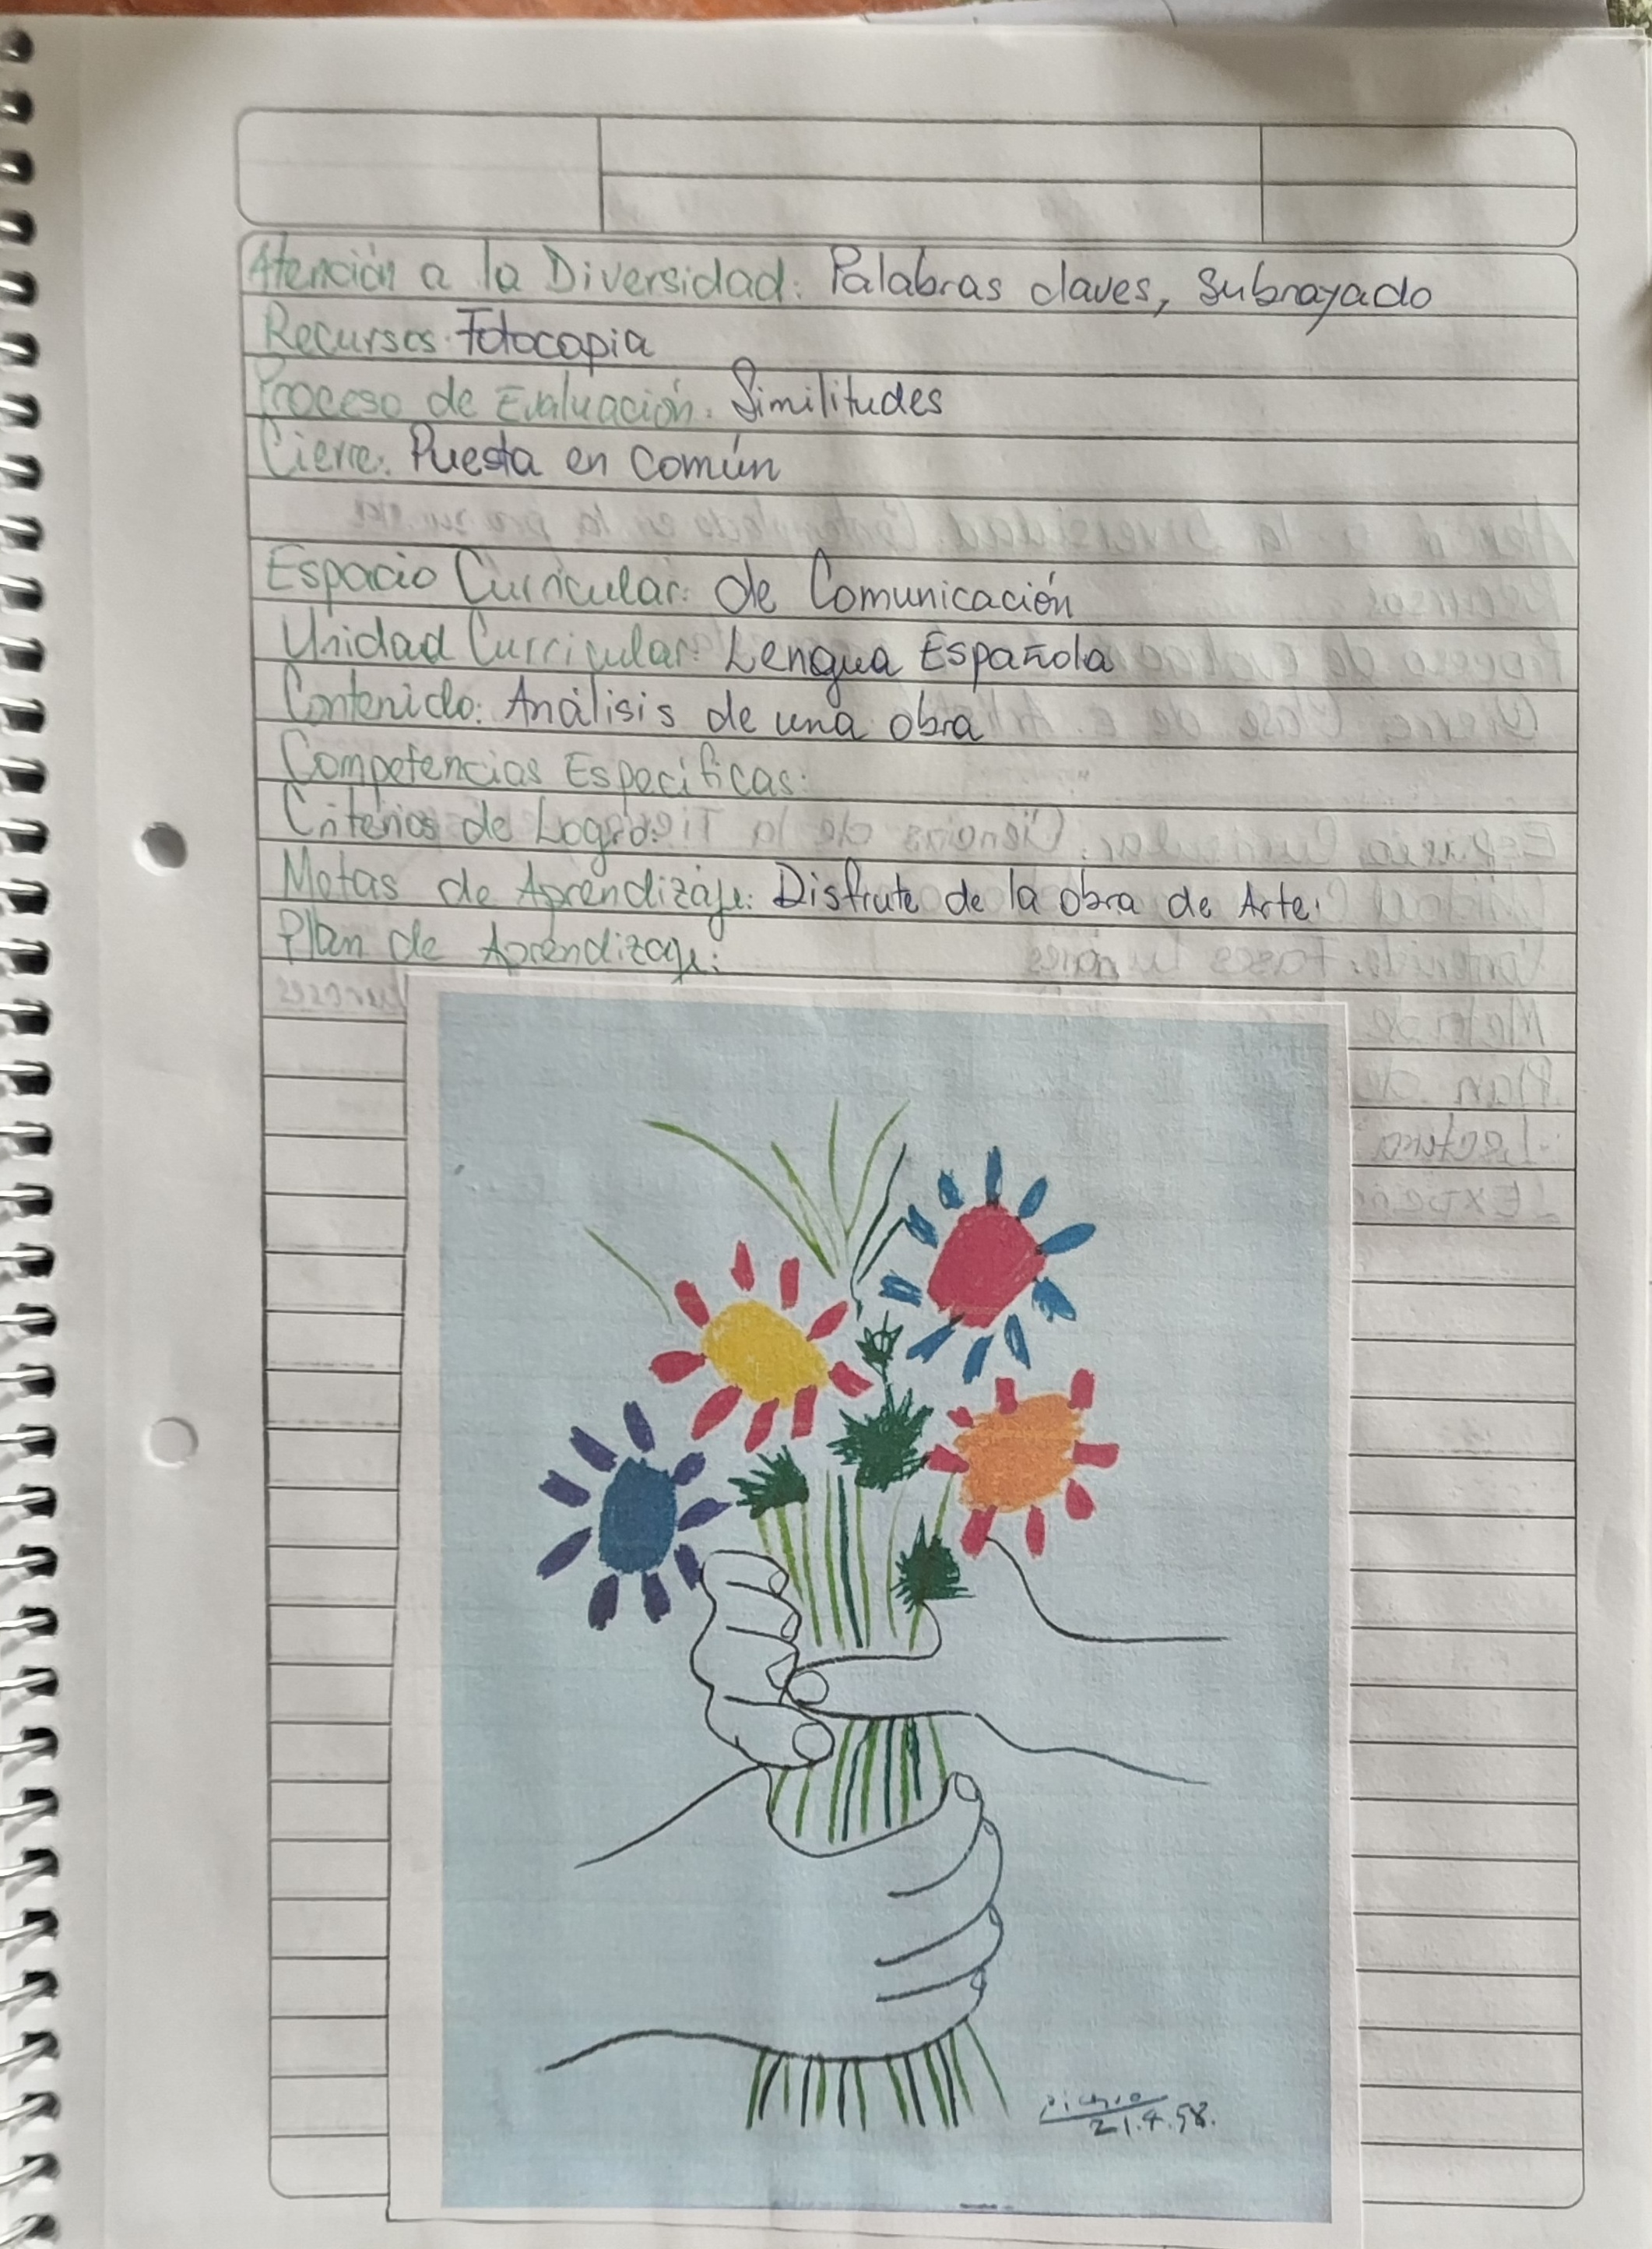 Atención a la Diversidad: Palabras claves, Subrayado
Recursos: Fotocopia
Proceso de Evaluación: Similitudes
Cierre: Puesta en común
Espacio Curricular: de Comunicación
Unidad Curricular: Lengua Española
Contenido: Análisis de una obra
Competencias Específicas:
Criterios de Logro:
Metas de Aprendizaje: Disfrute de la obra de Arte.
Plan de Aprendizaje:
Picasso
21.4.58.